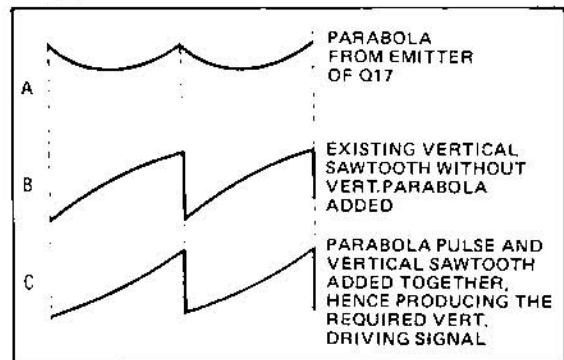 PARABOLA
FROM EMITTER
OF Q17
A
EXISTING VERTICAL
SAWTOOTH WITHOUT
VERT.PARABOLA
ADDED
B
PARABOLA PULSE AND
VERTICAL SAWTOOTH
ADDED TOGETHER,
HENCE PRODUCING THE
REQUIRED VERT.
DRIVING SIGNAL
C